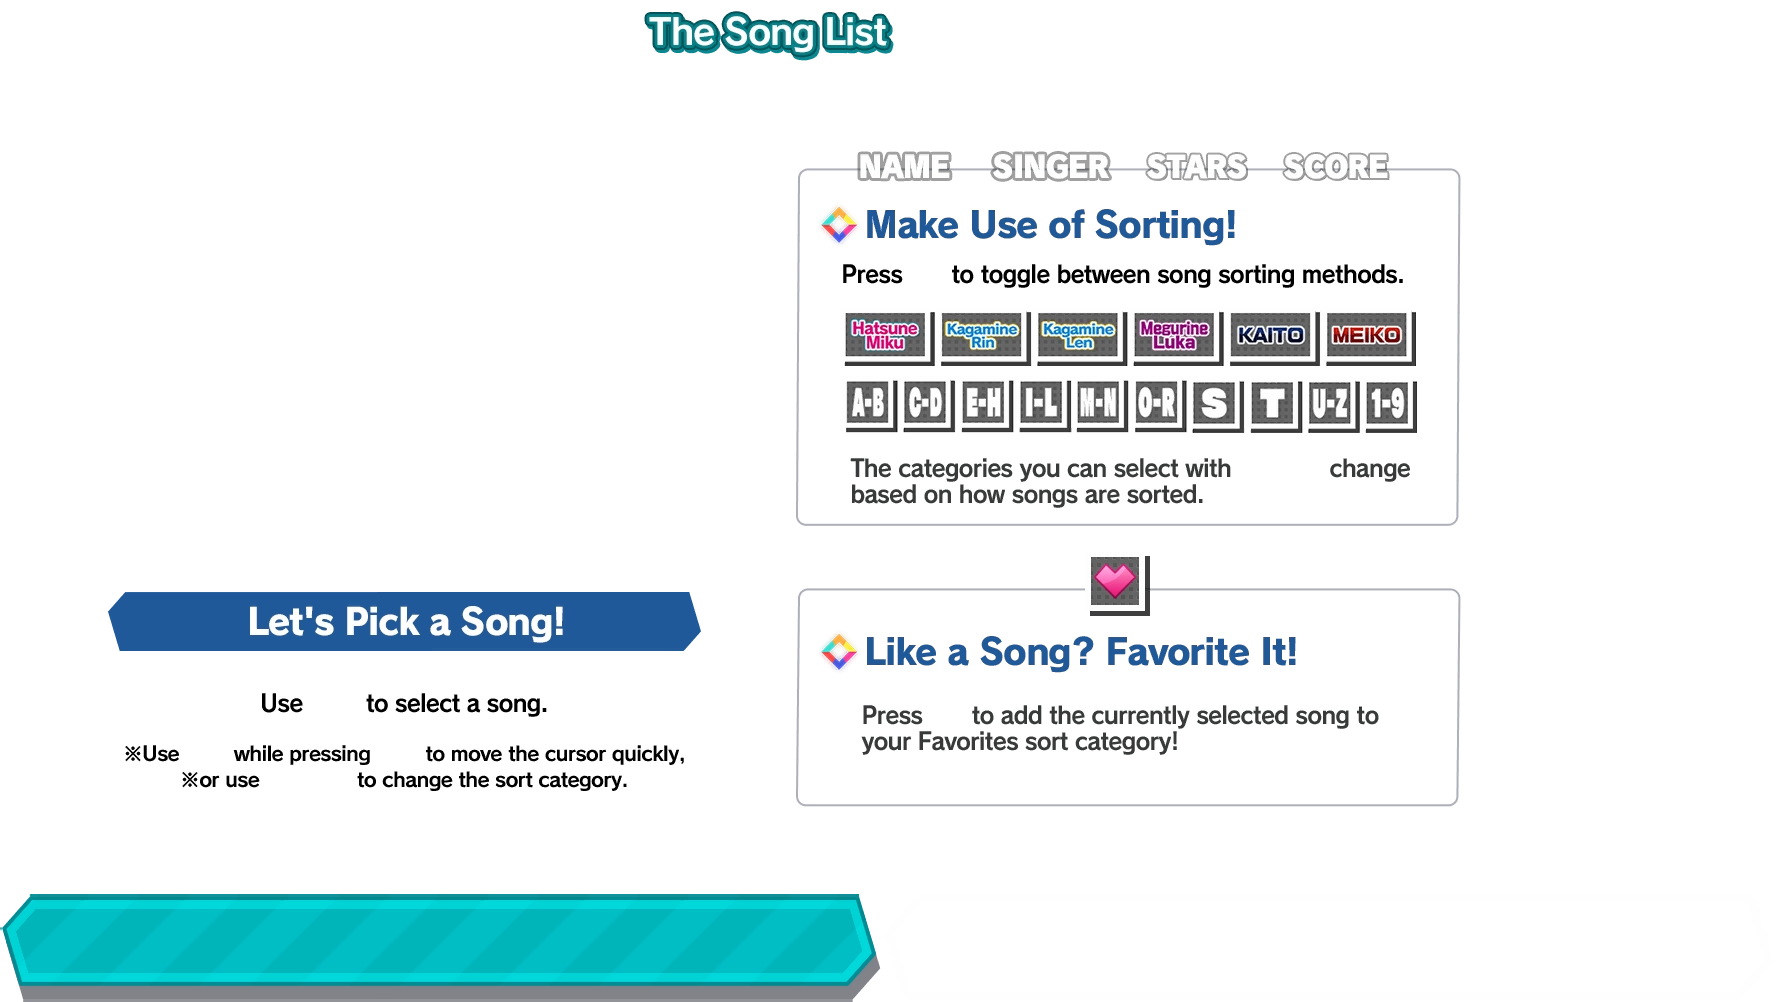 The Song List
NAME SINGER STARS SCORE
Make Use of Sorting!
Press to toggle between song sorting methods.
Hatsune Miku Kagamine Rin Kagamine Len Megurine Luka KAITO MEIKO
A-B C-D E-H I-L M-N O-R S T U-Z 1-9
The categories you can select with change
based on how songs are sorted.
Let's Pick a Song!
Use to select a song.
※Use while pressing to move the cursor quickly,
※or use to change the sort category.
Like a Song? Favorite It!
Press to add the currently selected song to
your Favorites sort category!